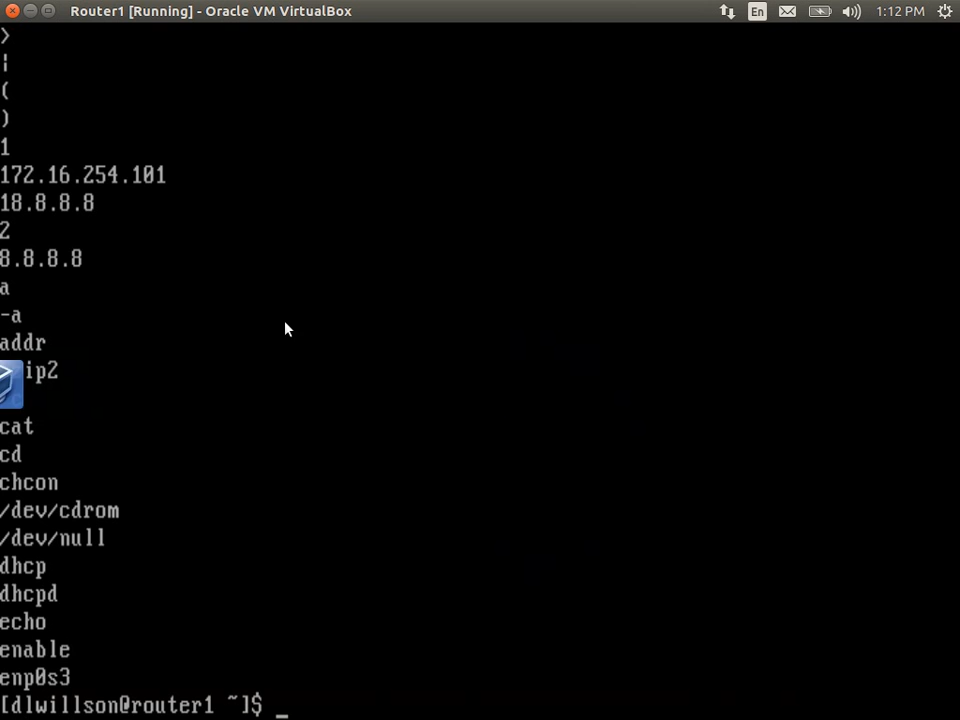 Router1 [Running] - Oracle VM VirtualBox
En
1:12 PM
>
|
(
)
1
172.16.254.101
18.8.8.8
2
8.8.8.8
a
-a
addr
ip2
cat
cd
chcon
/dev/cdrom
/dev/null
dhcp
dhcpd
echo
enable
enp0s3
[dlwillson@router1 ~]$ _